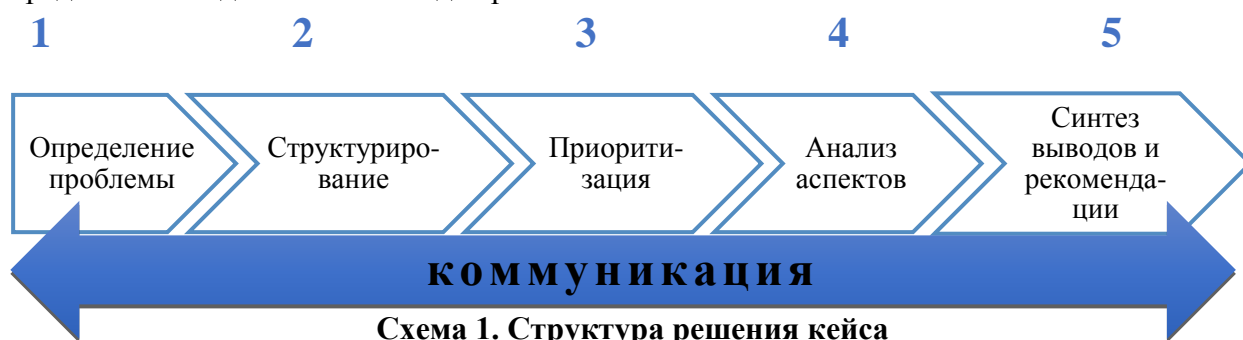 1 2 3 4 5
Определение
проблемы
Структуриро-
вание
Приорити-
зация
Анализ
аспектов
Синтез
выводов и
рекоменда-
ции
коммуникация
Схема 1. Структура решения кейса